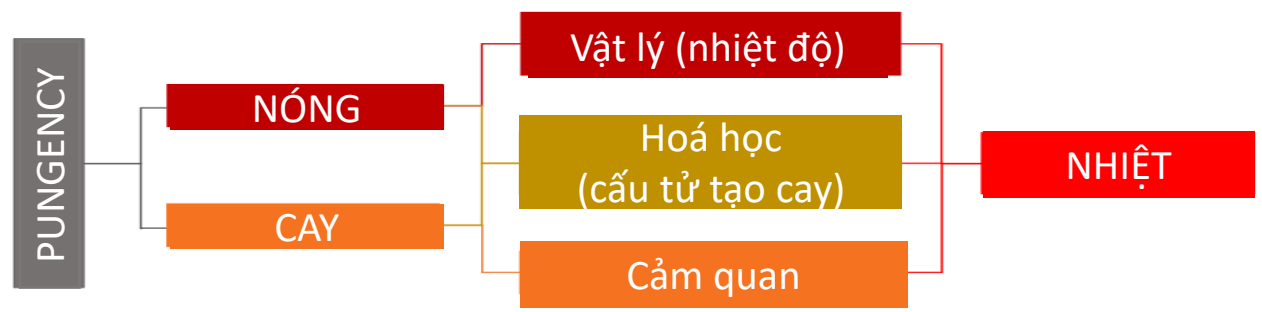 PUNGENCY
NÓNG
CAY
Vật lý (nhiệt độ)
Hoá học
(cấu tử tạo cay)
Cảm quan
NHIỆT